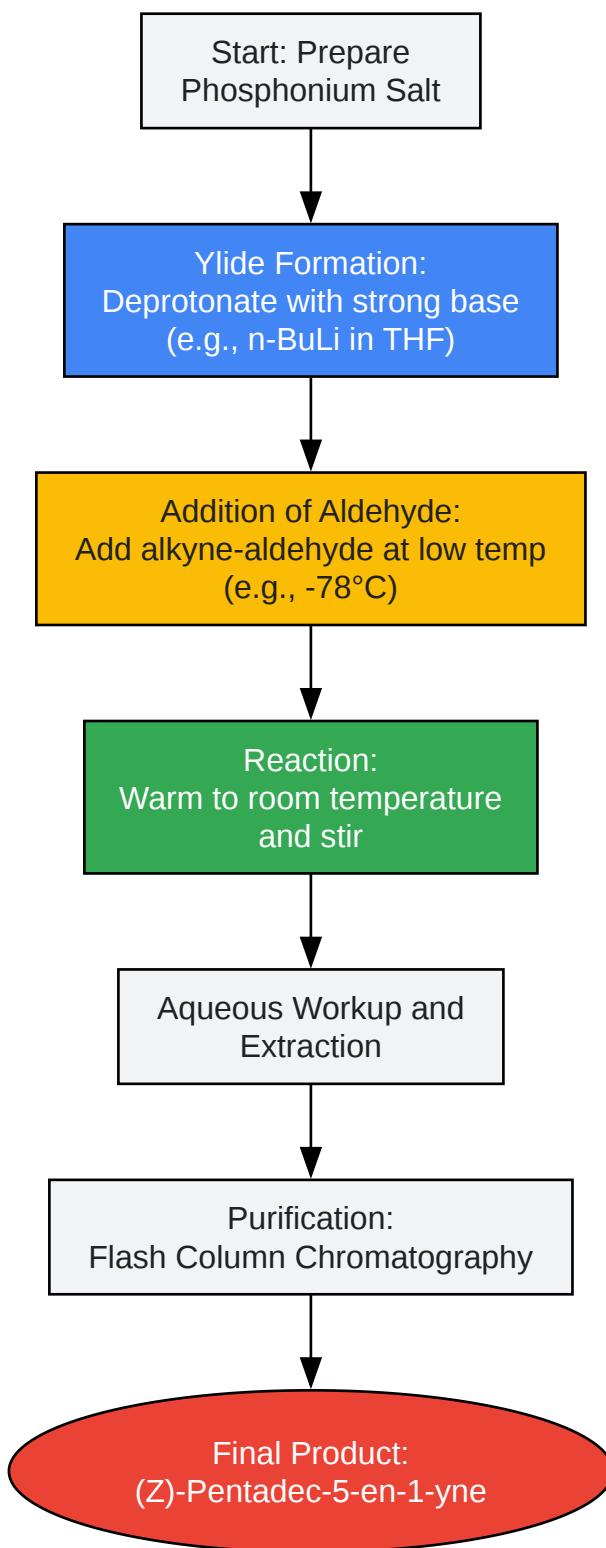 Start: Prepare
Phosphonium Salt
Ylide Formation:
Deprotonate with strong base
(e.g., n-BuLi in THF)
Addition of Aldehyde:
Add alkyne-aldehyde at low temp
(e.g., -78°C)
Reaction:
Warm to room temperature
and stir
Aqueous Workup and
Extraction
Purification:
Flash Column Chromatography
Final Product:
(Z)-Pentadec-5-en-1-yne